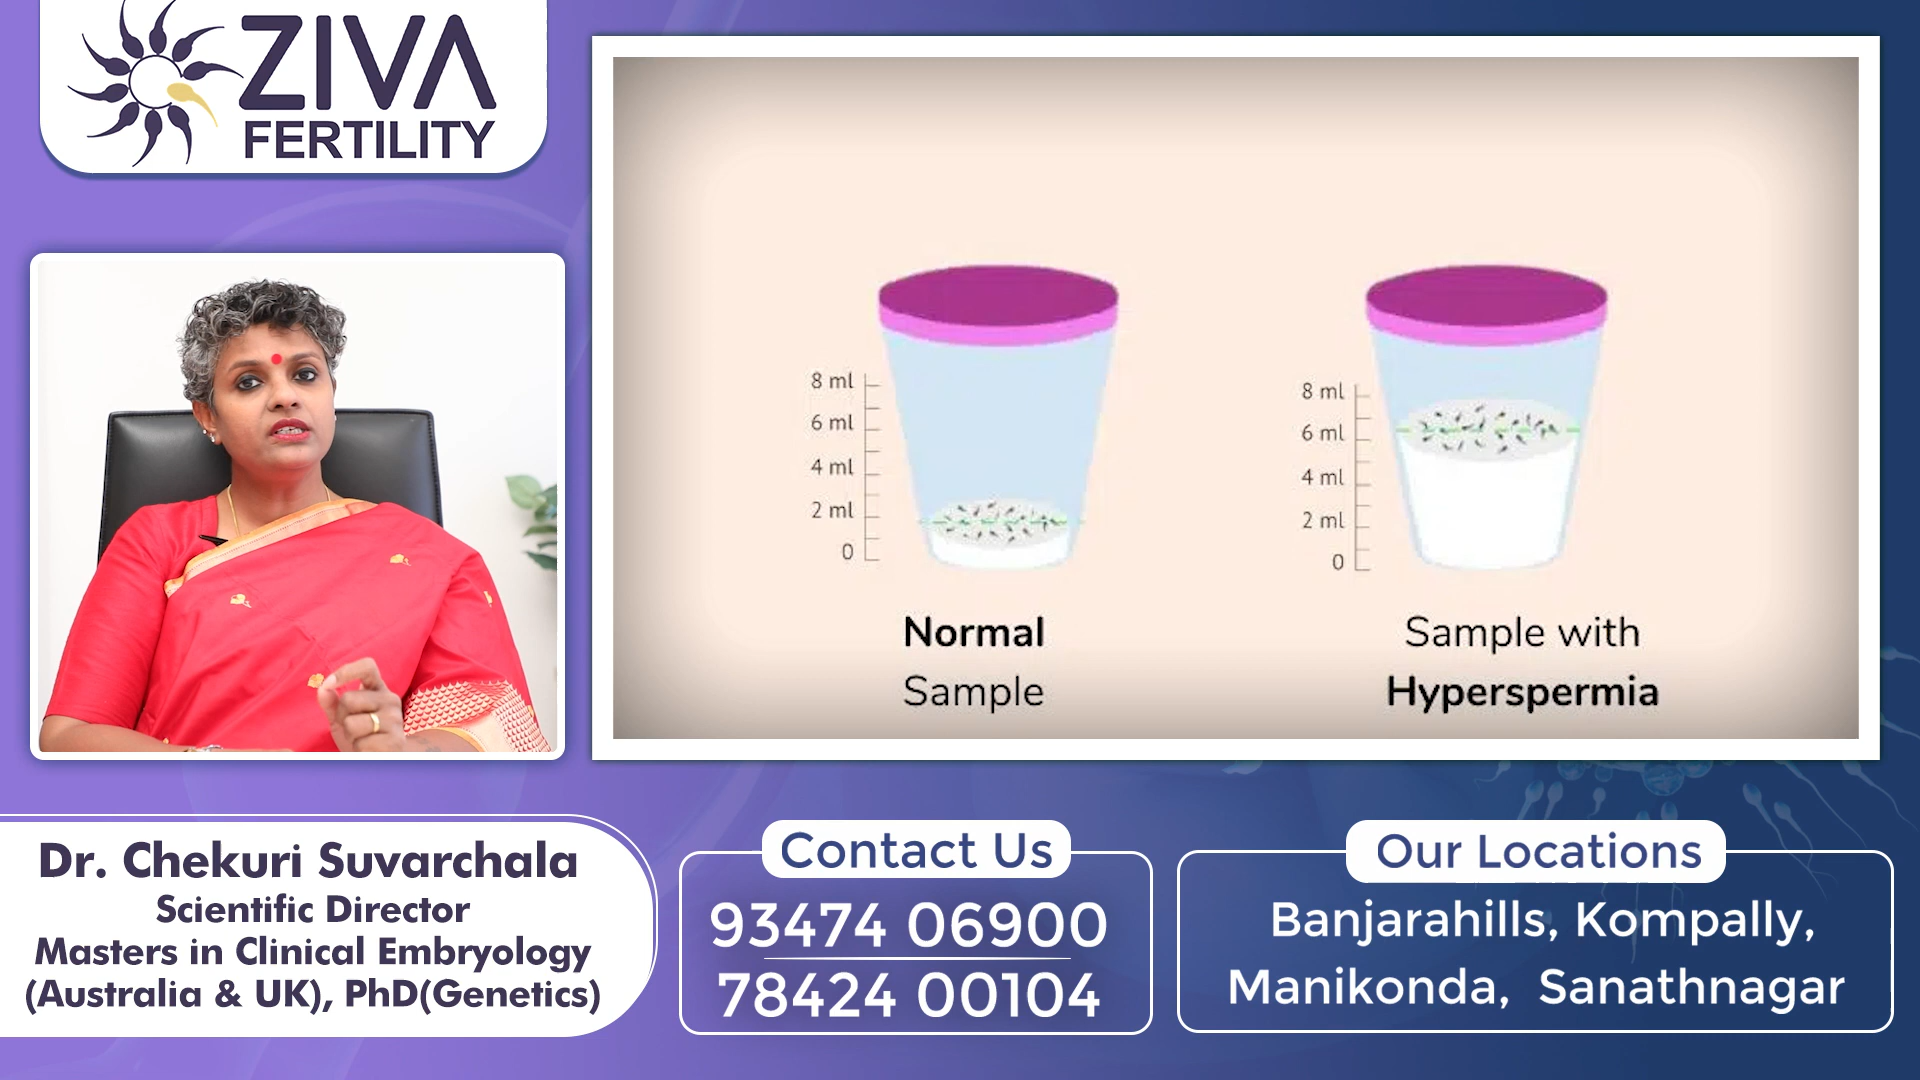 ZIVA
FERTILITY
8 ml
6 ml
4 ml
2 ml
0
Normal
Sample
8 ml
6 ml
4 ml
2 ml
0
Sample with
Hyperspermia
Dr. Chekuri Suvarchala
Scientific Director
Masters in Clinical Embryology
(Australia & UK), PhD(Genetics)
Contact Us
93474 06900
78424 00104
Our Locations
Banjarahills, Kompally,
Manikonda, Sanathnagar